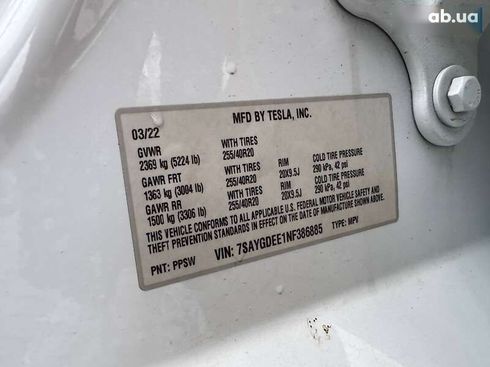 ab.ua
MFD BY TESLA, INC.
03/22
GVWR WITH TIRES
2369 kg (5224 lb) 255/40R20
GAWR FRT WITH TIRES RIM COLD TIRE PRESSURE
1363 kg (3004 lb) 255/40R20 20X9.5J 290 kPa, 42 psi
GAWR RR WITH TIRES RIM COLD TIRE PRESSURE
1500 kg (3306 lb) 255/40R20 20X9.5J 290 kPa, 42 psi
THIS VEHICLE CONFORMS TO ALL APPLICABLE U.S. FEDERAL MOTOR VEHICLE SAFETY AND
THEFT PREVENTION STANDARDS IN EFFECT ON THE DATE OF MANUFACTURE SHOWN ABOVE.
PNT: PPSW VIN: 7SAYGDEE1NF386885 TYPE: MPV